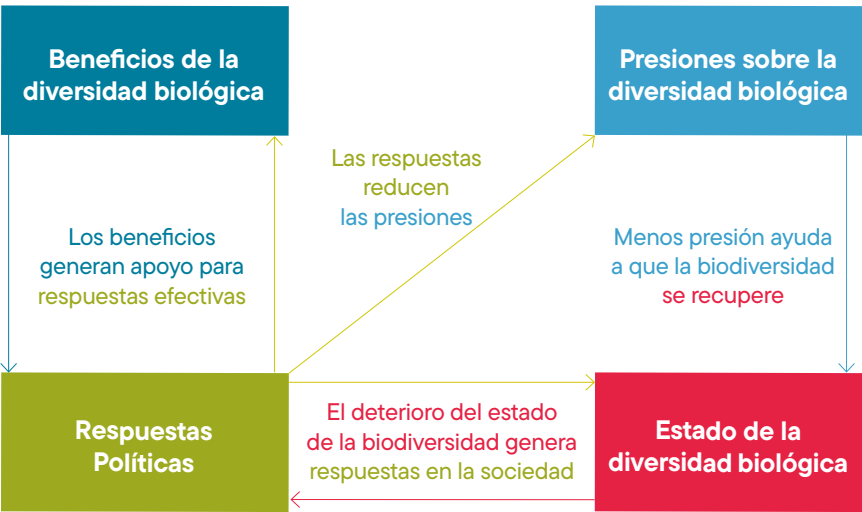 Beneficios de la
diversidad biológica
Presiones sobre la
diversidad biológica
Las respuestas
reducen
las presiones
Los beneficios
generan apoyo para
respuestas efectivas
Menos presión ayuda
a que la biodiversidad
se recupere
Respuestas
Políticas
El deterioro del estado
de la biodiversidad genera
respuestas en la sociedad
Estado de la
diversidad biológica